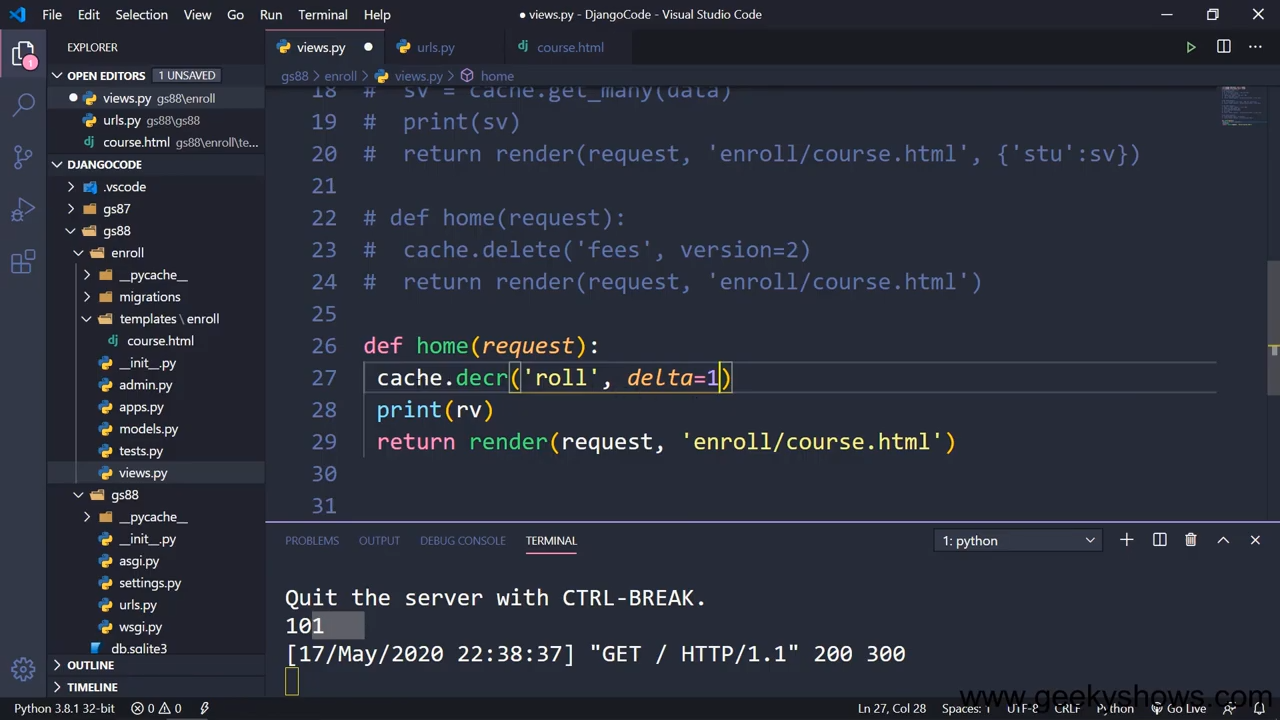 File Edit Selection View Go Run Terminal Help
● views.py - DjangoCode - Visual Studio Code
EXPLORER
OPEN EDITORS 1 UNSAVED
views.py gs88\enroll
urls.py gs88\gs88
course.html gs88\enroll\te...
DJANGOCODE
.vscode
gs87
gs88
enroll
__pycache__
migrations
templates \ enroll
course.html
__init__.py
admin.py
apps.py
models.py
tests.py
views.py
gs88
__pycache__
__init__.py
asgi.py
settings.py
urls.py
wsgi.py
db.sqlite3
OUTLINE
TIMELINE
1
views.py urls.py course.html
gs88 > enroll > views.py > home
18 # sv = cache.get_many(data)
19 # print(sv)
20 # return render(request, 'enroll/course.html', {'stu':sv})
21
22 # def home(request):
23 # cache.delete('fees', version=2)
24 # return render(request, 'enroll/course.html')
25
26 def home(request):
27 cache.decr('roll', delta=1)
28 print(rv)
29 return render(request, 'enroll/course.html')
30
31
PROBLEMS OUTPUT DEBUG CONSOLE TERMINAL 1: python
Quit the server with CTRL-BREAK.
101
[17/May/2020 22:38:37] "GET / HTTP/1.1" 200 300
www.geekyshows.com
Python 3.8.1 32-bit 0 0 Ln 27, Col 28 Spaces: 1 UTF-8 CRLF Python Go Live